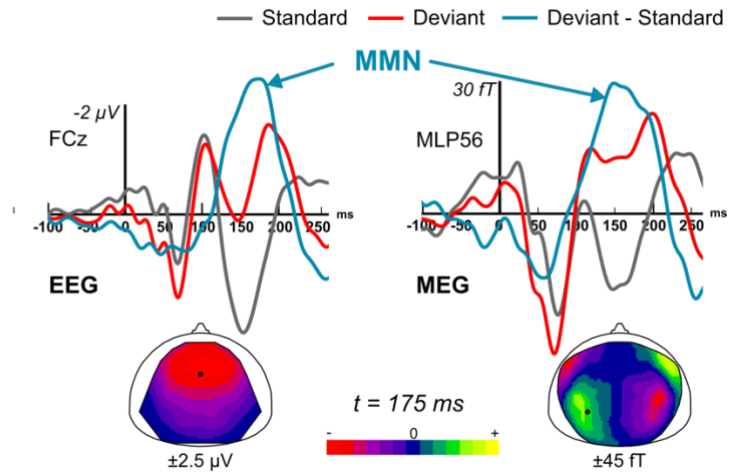 Standard Deviant Deviant - Standard
MMN
-2 µV
FCz
-100 -50 0 50 100 150 200 250 ms
EEG
30 fT
MLP56
-100 -50 0 50 100 150 200 250 ms
MEG
t = 175 ms
- 0 +
±2.5 µV
±45 fT